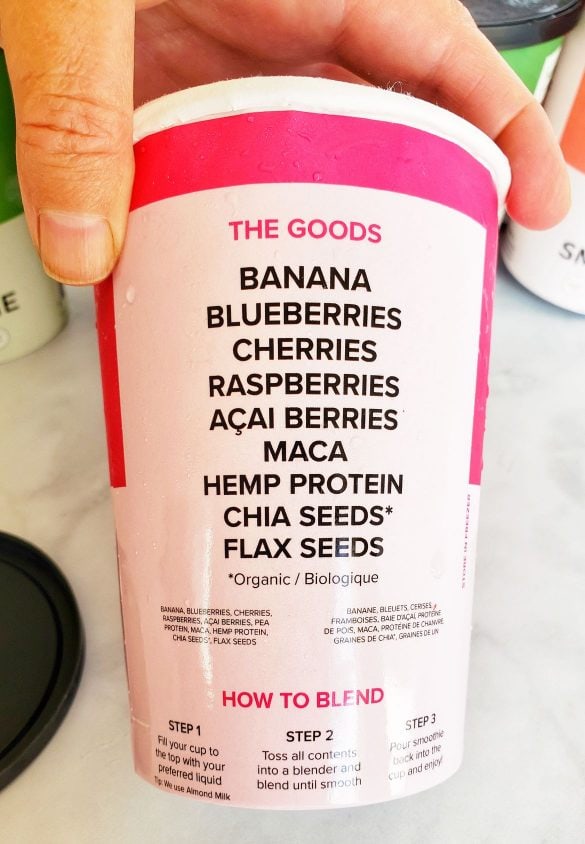 THE GOODS
BANANA
BLUEBERRIES
CHERRIES
RASPBERRIES
AÇAI BERRIES
MACA
HEMP PROTEIN
CHIA SEEDS*
FLAX SEEDS
*Organic / Biologique
BANANA, BLUEBERRIES, CHERRIES,
RASPBERRIES, AÇAI BERRIES, PEA
PROTEIN, MACA, HEMP PROTEIN,
CHIA SEEDS*, FLAX SEEDS
BANANE, BLEUETS, CERISES,
FRAMBOISES, BAIE D'AÇAI, PROTÉINE
DE POIS, MACA, PROTÉINE DE CHANVRE
GRAINES DE CHIA*, GRAINES DE LIN
STORE IN FREEZER
HOW TO BLEND
STEP 1
Fill your cup to
the top with your
preferred liquid
Tip: We use Almond Milk
STEP 2
Toss all contents
into a blender and
blend until smooth
STEP 3
Pour smoothie
back into the
cup and enjoy!
E
SM